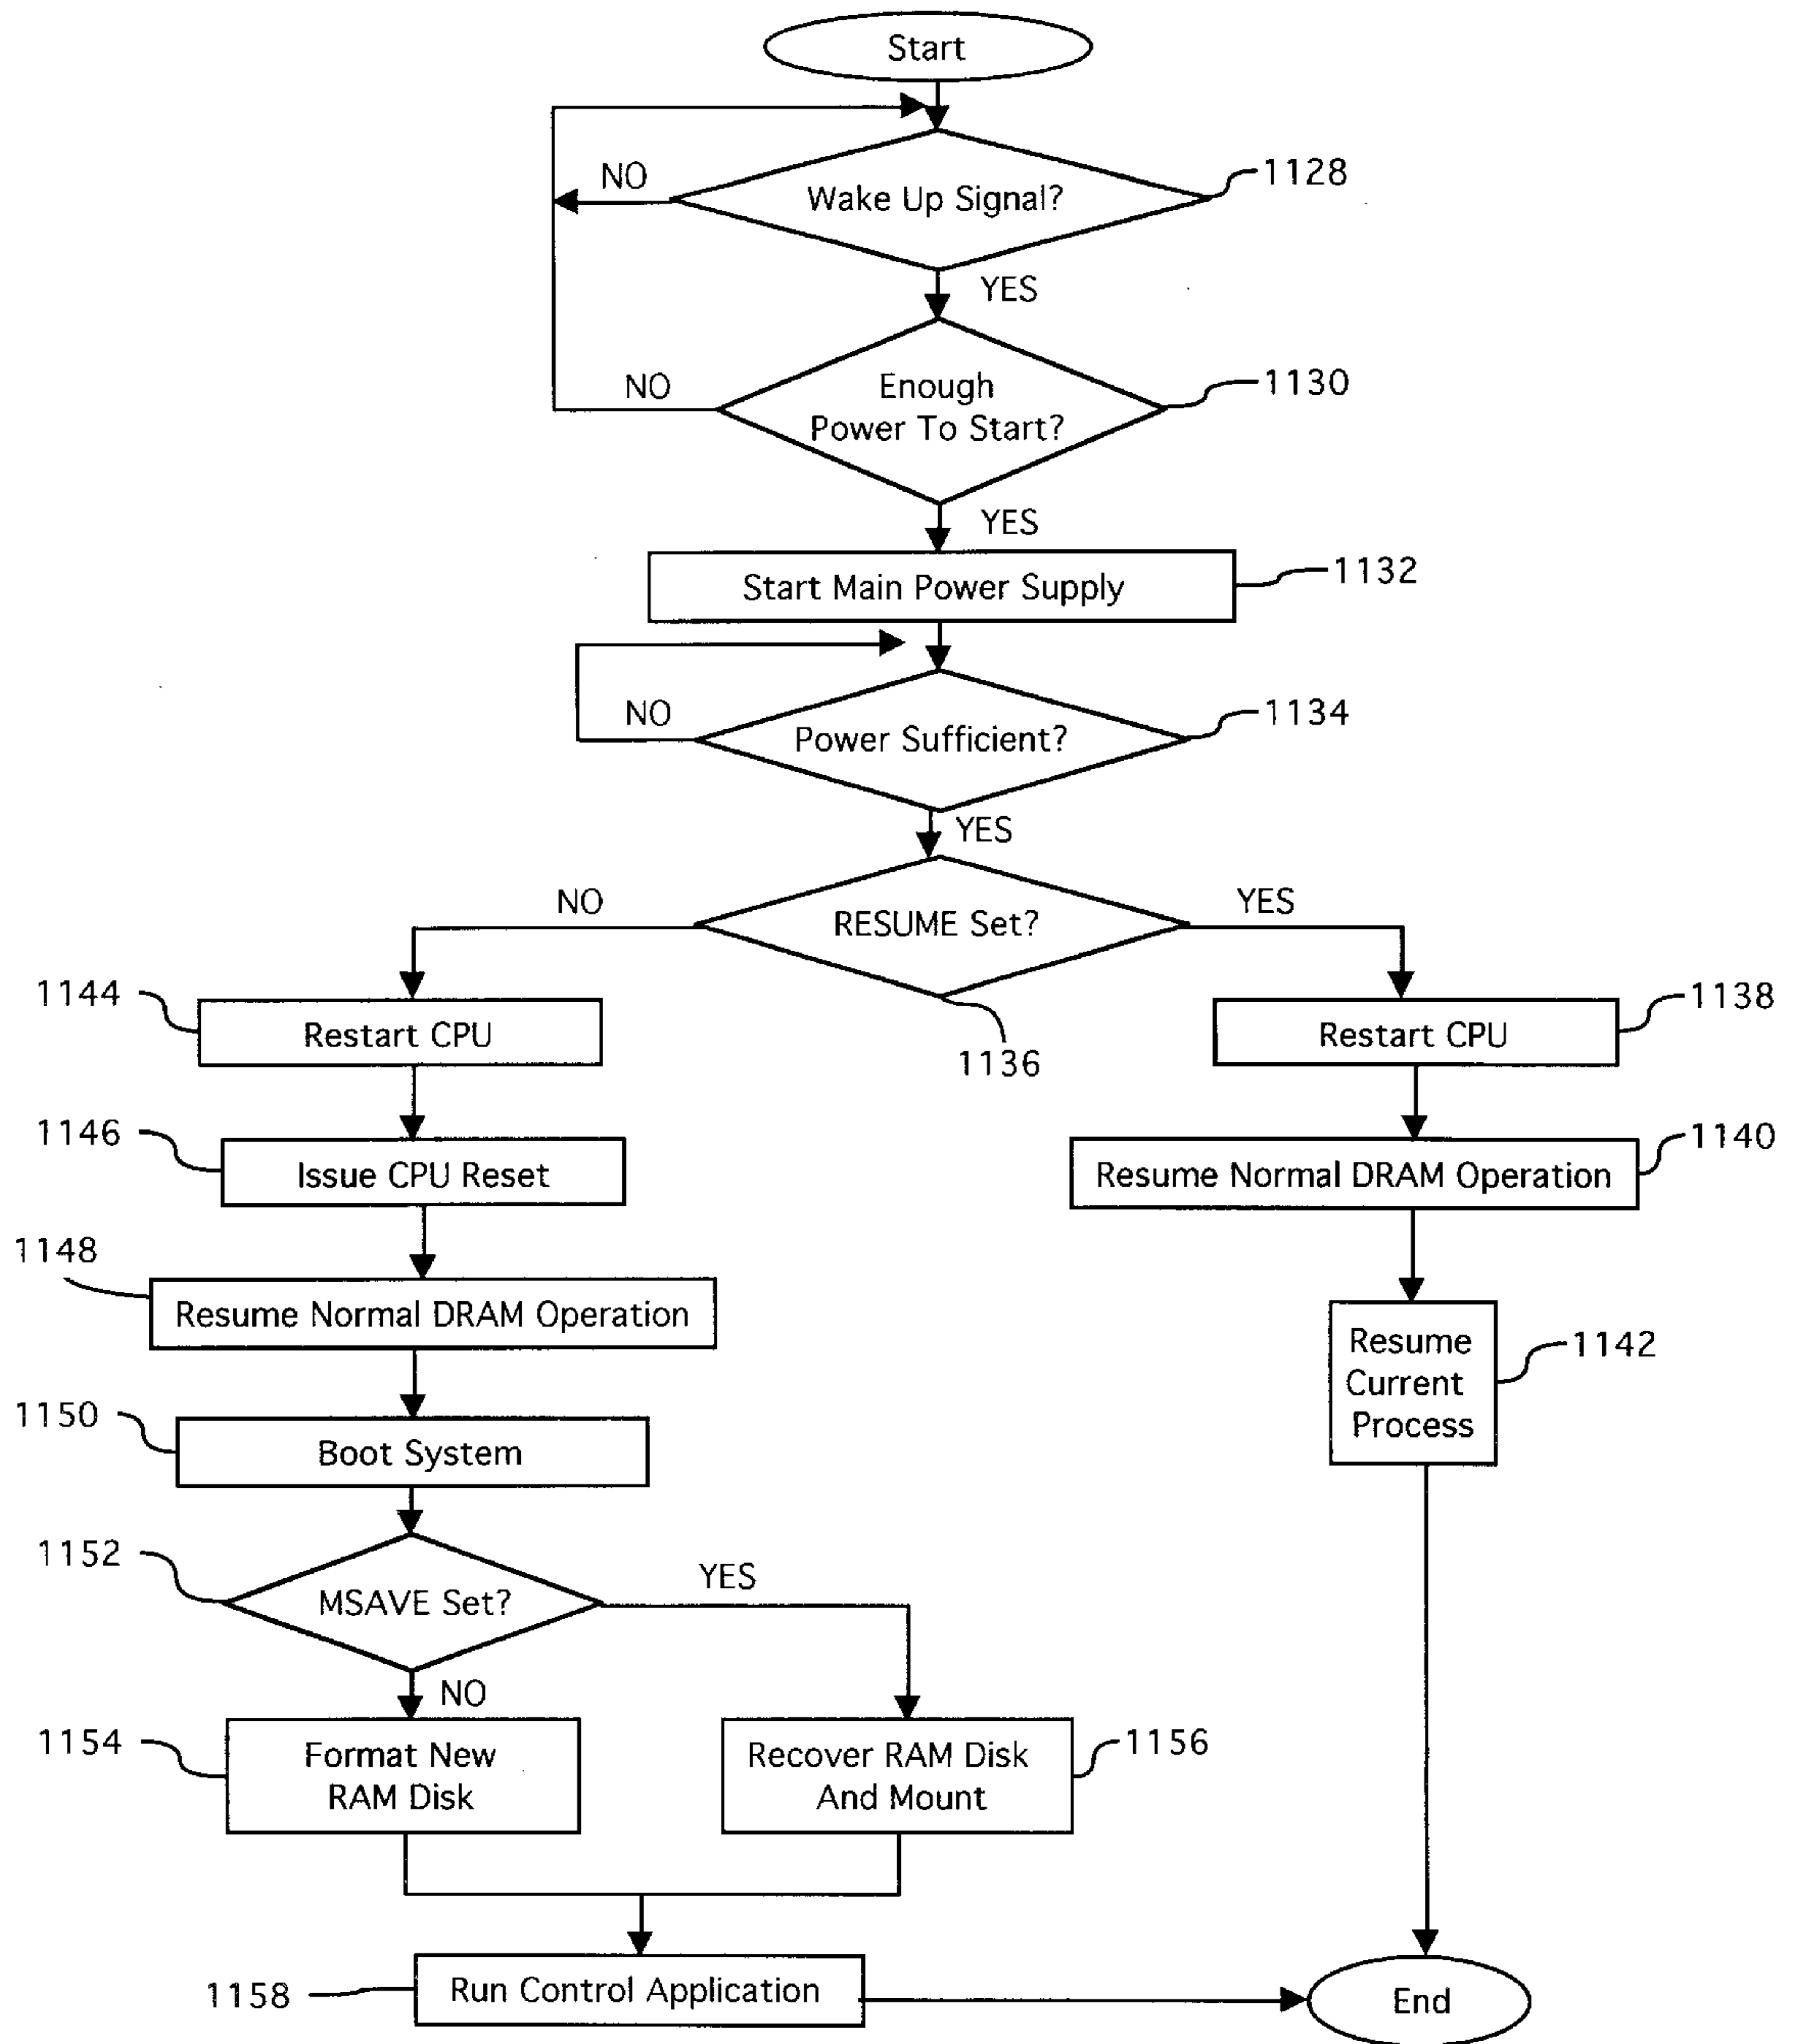 Start
NO
Wake Up Signal?
1128
YES
NO
Enough
Power To Start?
1130
YES
Start Main Power Supply
1132
NO
Power Sufficient?
1134
YES
NO
RESUME Set?
YES
1136
1144
Restart CPU
1138
Restart CPU
1146
Issue CPU Reset
1140
Resume Normal DRAM Operation
1148
Resume Normal DRAM Operation
1142
Resume
Current
Process
1150
Boot System
1152
MSAVE Set?
YES
NO
1154
Format New
RAM Disk
1156
Recover RAM Disk
And Mount
1158
Run Control Application
End